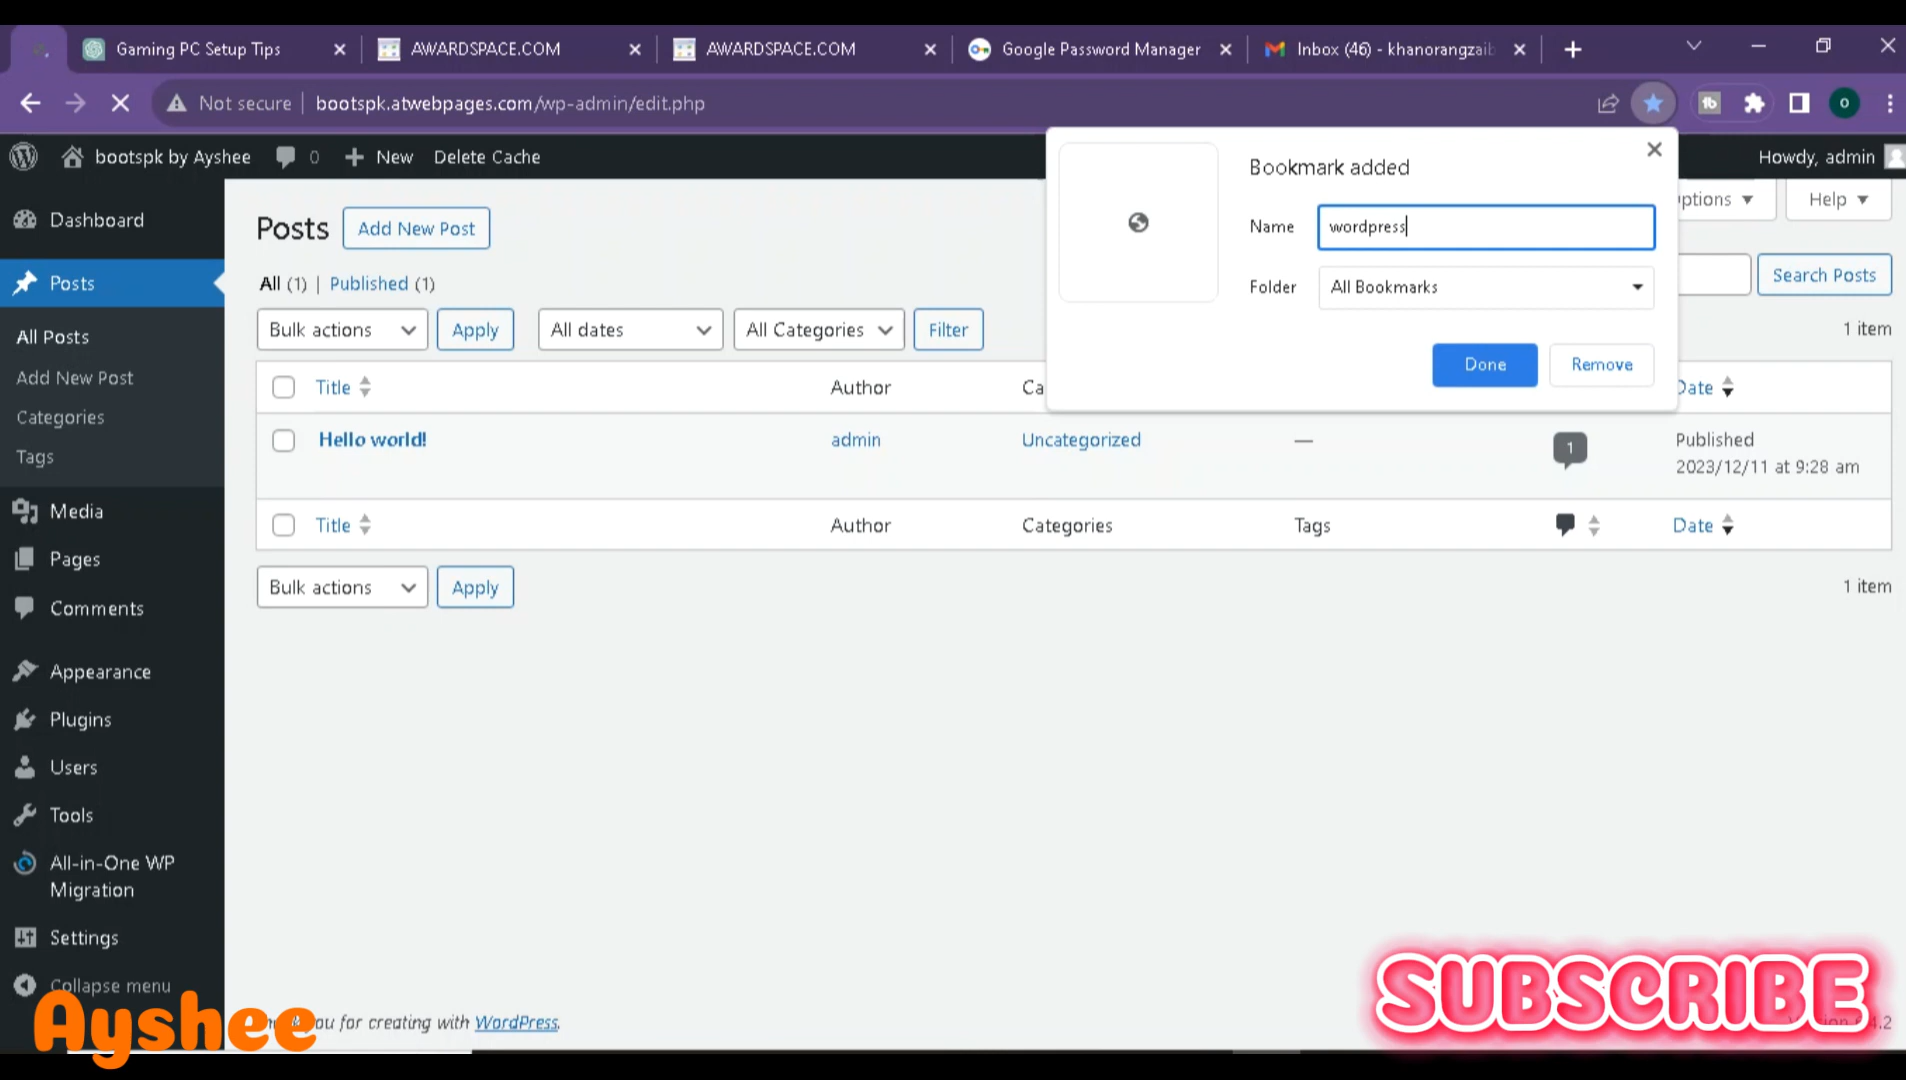 Gaming PC Setup Tips
AWARDSPACE.COM
AWARDSPACE.COM
Google Password Manager
Inbox (46) - khanorangzaib
Not secure
bootspk.atwebpages.com/wp-admin/edit.php
bootspk by Ayshee
0
New
Delete Cache
Howdy, admin
Bookmark added
Name
wordpress
Folder
All Bookmarks
Done
Remove
Help
Dashboard
Posts
All Posts
Add New Post
Categories
Tags
Media
Pages
Comments
Appearance
Plugins
Users
Tools
All-in-One WP
Migration
Settings
Collapse menu
Posts
Add New Post
All (1) | Published (1)
Search Posts
Bulk actions
Apply
All dates
All Categories
Filter
1 item
Title
Author
Date
Hello world!
admin
Uncategorized
—
1
Published
2023/12/11 at 9:28 am
Title
Author
Categories
Tags
Date
Bulk actions
Apply
1 item
you for creating with WordPress.
Ayshee
SUBSCRIBE